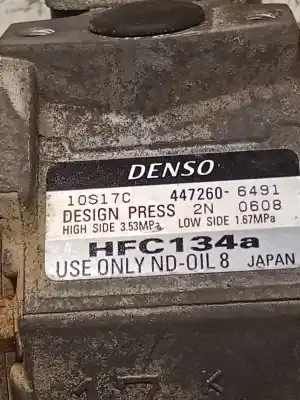 DENSO
10S17C 447260-6491
DESIGN PRESS 2N 0608
HIGH SIDE 3.53MPa LOW SIDE 1.67MPa
HFC134a
USE ONLY ND-OIL 8 JAPAN